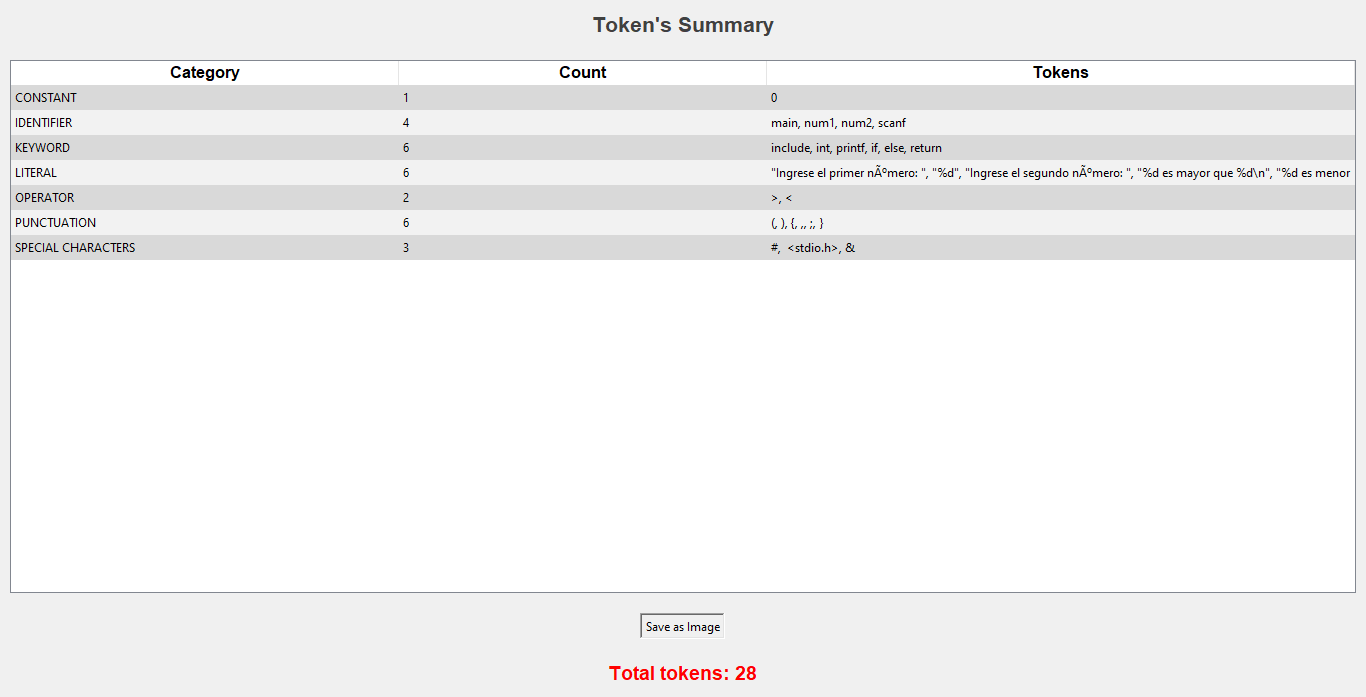 Token's Summary
Category Count Tokens
CONSTANT 1 0
IDENTIFIER 4 main, num1, num2, scanf
KEYWORD 6 include, int, printf, if, else, return
LITERAL 6 "Ingrese el primer nÃºmero: ", "%d", "Ingrese el segundo nÃºmero: ", "%d es mayor que %d\n", "%d es menor
OPERATOR 2 >, <
PUNCTUATION 6 (, ), {, ,, ;, }
SPECIAL CHARACTERS 3 #,  <stdio.h>, &
Save as Image
Total tokens: 28